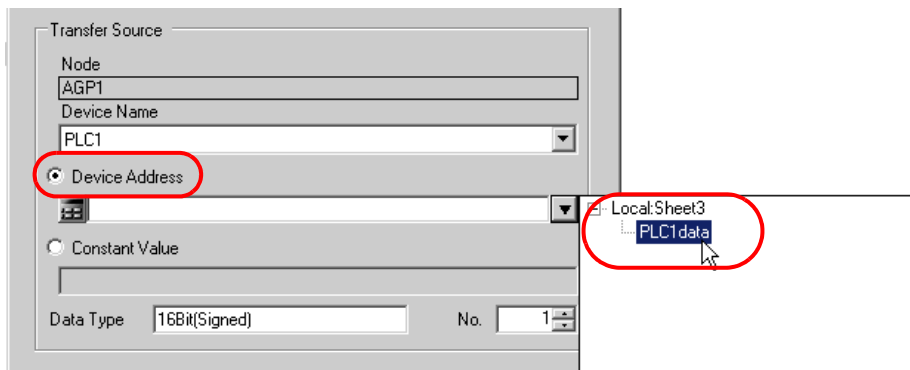 Transfer Source
Node
AGP1
Device Name
PLC1
Device Address
Local:Sheet3
PLC1data
Constant Value
Data Type 16Bit(Signed) No. 1